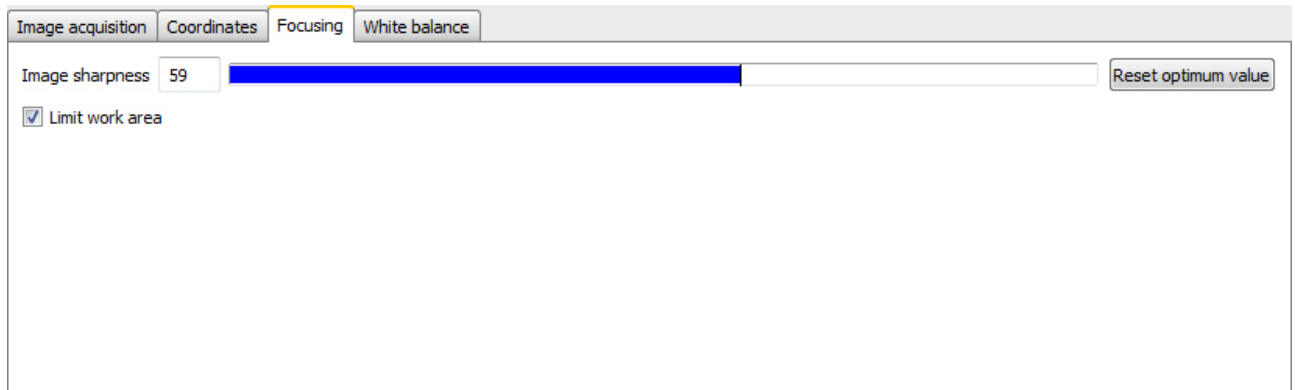 Image acquisition Coordinates Focusing White balance
Image sharpness 59 Reset optimum value
Limit work area